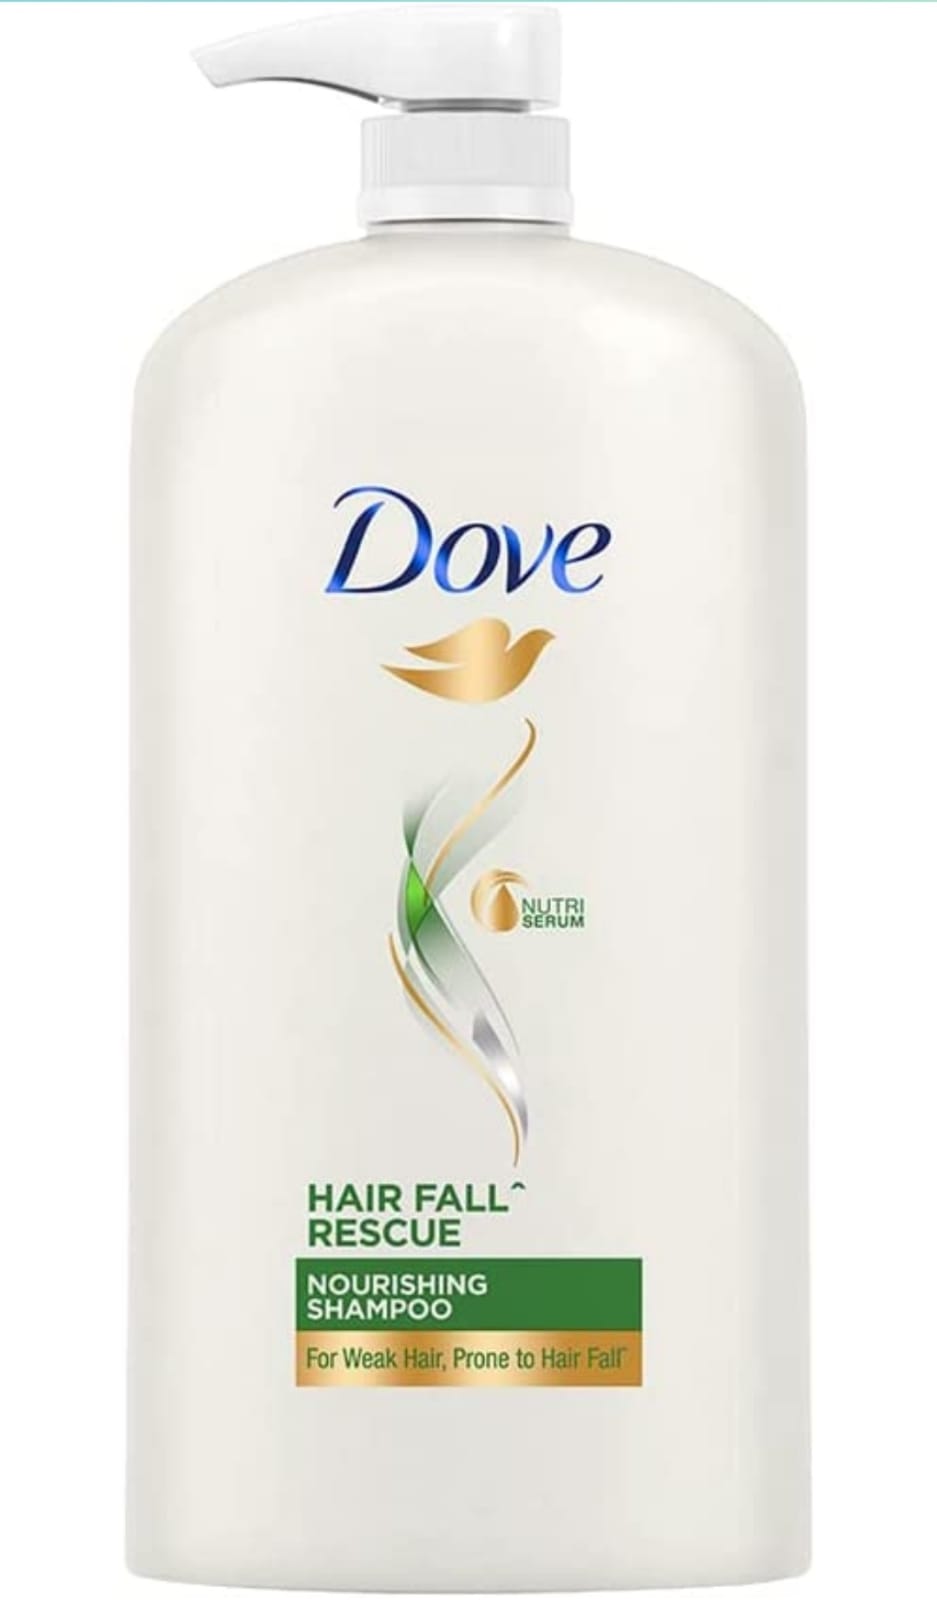 Dove
NUTRI
SERUM
HAIR FALL^
RESCUE
NOURISHING
SHAMPOO
For Weak Hair, Prone to Hair Fall^